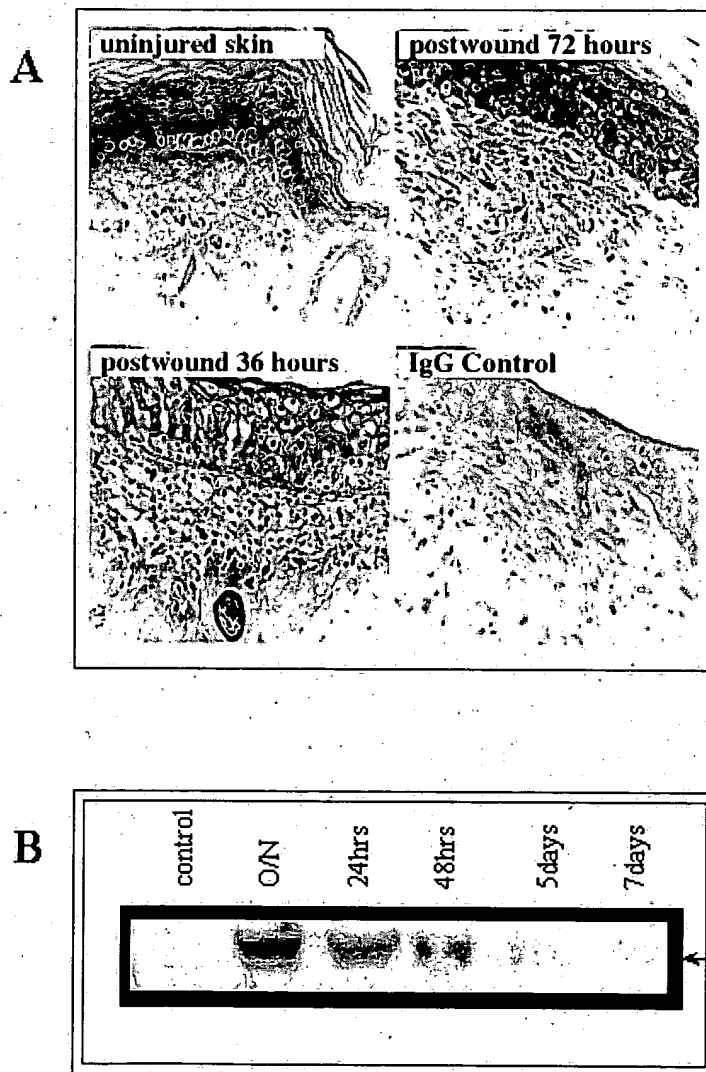 A
uninjured skin
postwound 72 hours
postwound 36 hours
IgG Control
B
control
O/N
24hrs
48hrs
5days
7days